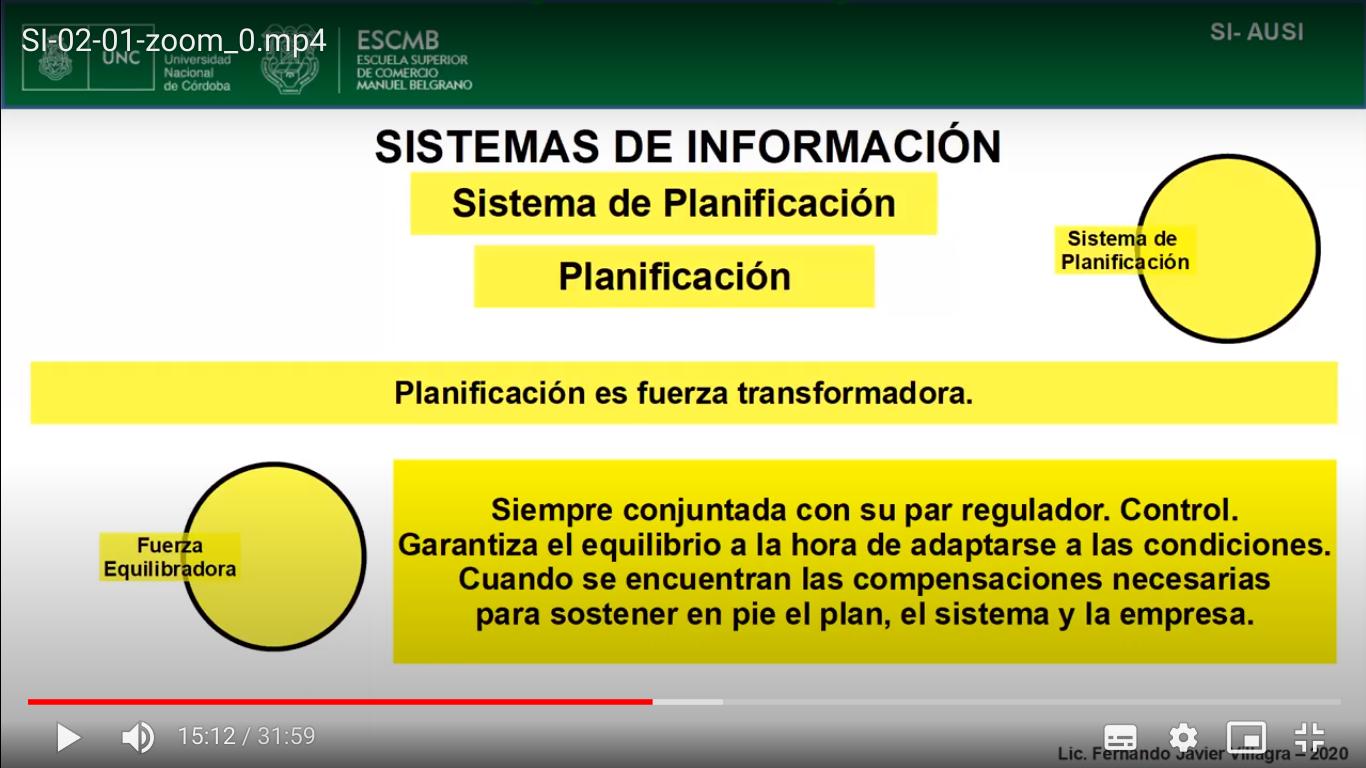 SI-02-01-zoom_0.mp4
SI- AUSI
UNC
Universidad
Nacional
de Córdoba
ESCMB
ESCUELA SUPERIOR
DE COMERCIO
MANUEL BELGRANO
SISTEMAS DE INFORMACIÓN
Sistema de Planificación
Planificación
Sistema de
Planificación
Planificación es fuerza transformadora.
Fuerza
Equilibradora
Siempre conjuntada con su par regulador. Control.
Garantiza el equilibrio a la hora de adaptarse a las condiciones.
Cuando se encuentran las compensaciones necesarias
para sostener en pie el plan, el sistema y la empresa.
15:12 / 31:59
Lic. Fernando Javier Villagra – 2020